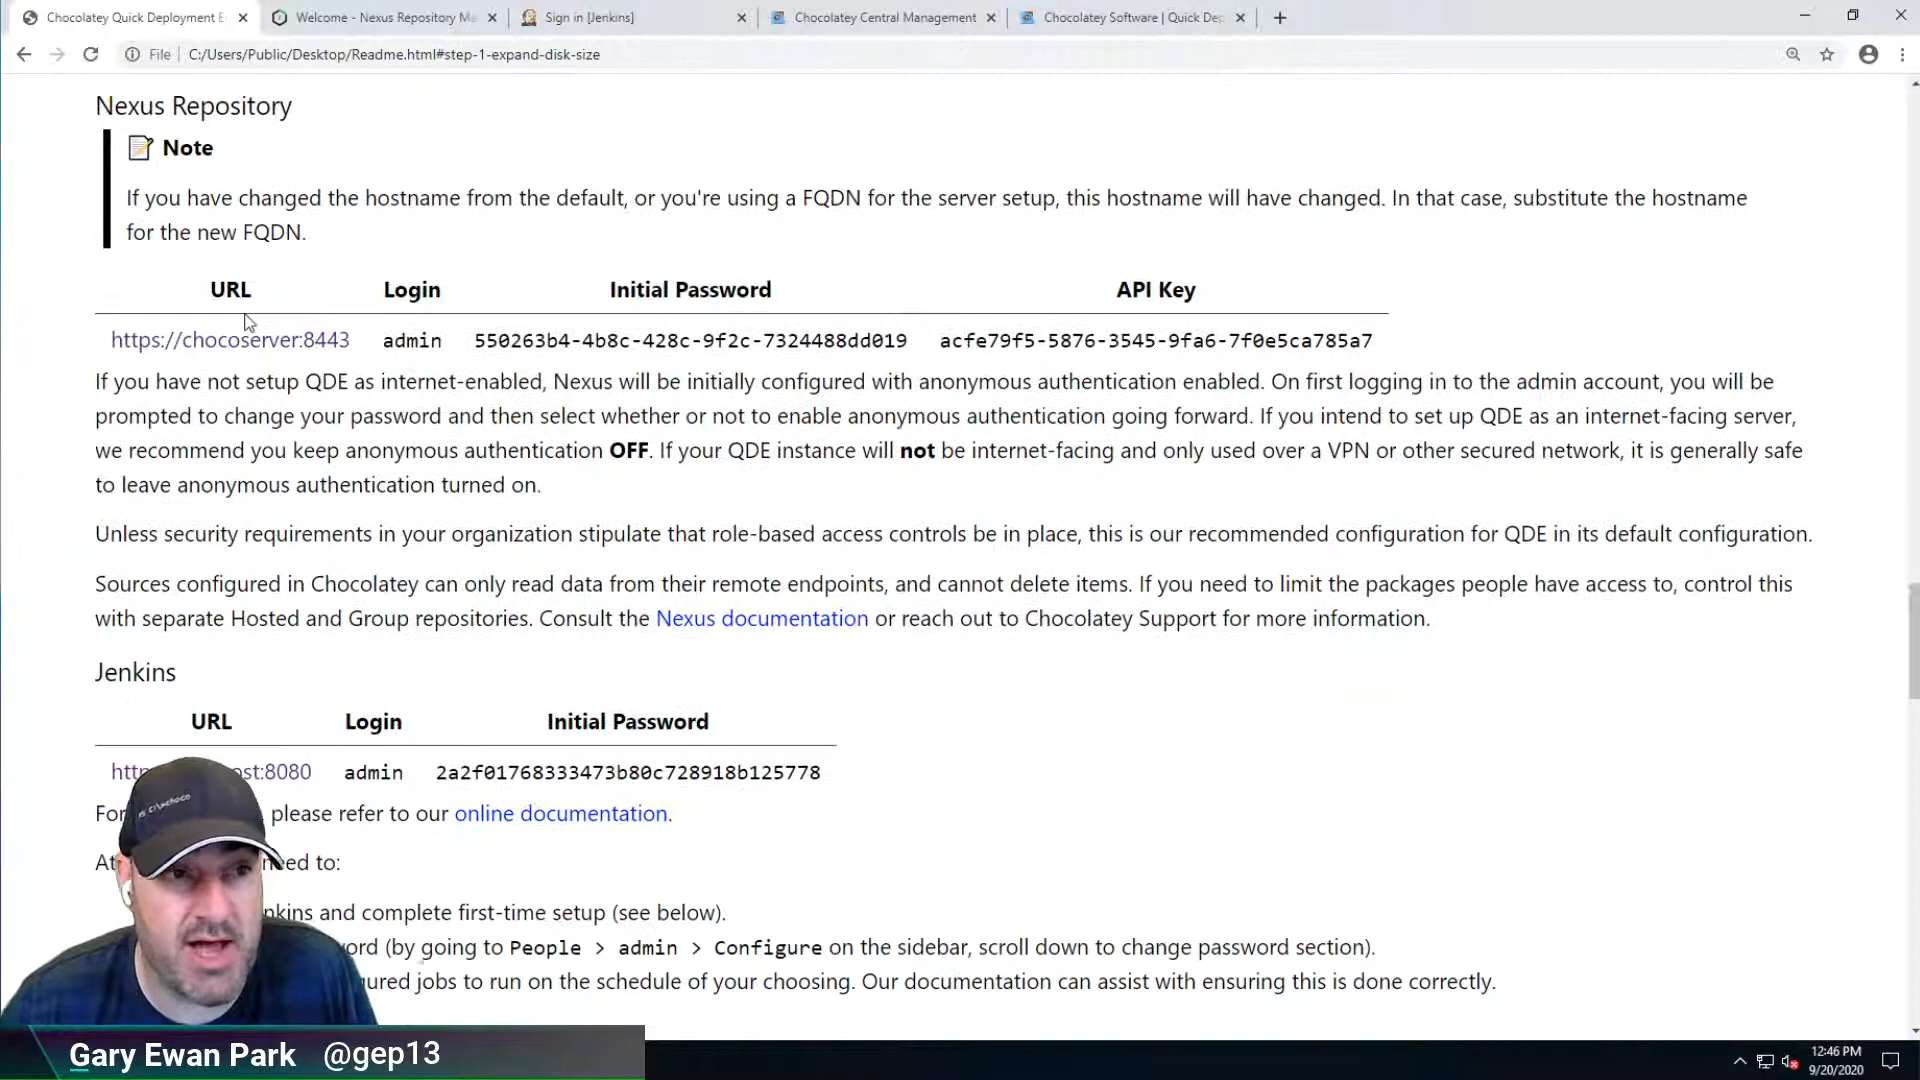 Chocolatey Quick Deployment E
Welcome - Nexus Repository Ma
Sign in [Jenkins]
Chocolatey Central Management
Chocolatey Software | Quick Dep
File | C:/Users/Public/Desktop/Readme.html#step-1-expand-disk-size
Nexus Repository
Note
If you have changed the hostname from the default, or you're using a FQDN for the server setup, this hostname will have changed. In that case, substitute the hostname
for the new FQDN.
URL Login Initial Password API Key
https://chocoserver:8443 admin 550263b4-4b8c-428c-9f2c-7324488dd019 acfe79f5-5876-3545-9fa6-7f0e5ca785a7
If you have not setup QDE as internet-enabled, Nexus will be initially configured with anonymous authentication enabled. On first logging in to the admin account, you will be
prompted to change your password and then select whether or not to enable anonymous authentication going forward. If you intend to set up QDE as an internet-facing server,
we recommend you keep anonymous authentication OFF. If your QDE instance will not be internet-facing and only used over a VPN or other secured network, it is generally safe
to leave anonymous authentication turned on.
Unless security requirements in your organization stipulate that role-based access controls be in place, this is our recommended configuration for QDE in its default configuration.
Sources configured in Chocolatey can only read data from their remote endpoints, and cannot delete items. If you need to limit the packages people have access to, control this
with separate Hosted and Group repositories. Consult the Nexus documentation or reach out to Chocolatey Support for more information.
Jenkins
URL Login Initial Password
htt ost:8080 admin 2a2f01768333473b80c728918b125778
For please refer to our online documentation.
At need to:
nkins and complete first-time setup (see below).
ord (by going to People > admin > Configure on the sidebar, scroll down to change password section).
ured jobs to run on the schedule of your choosing. Our documentation can assist with ensuring this is done correctly.
Gary Ewan Park @gep13
12:46 PM
9/20/2020